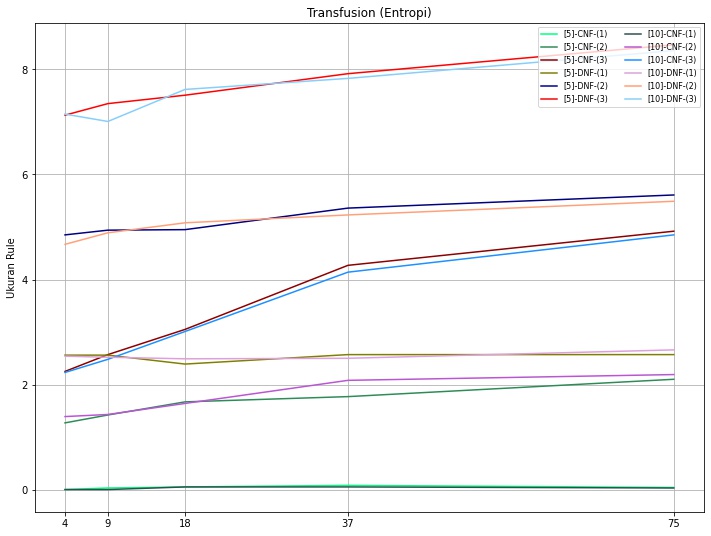 Transfusion (Entropi)
[5]-CNF-(1) [10]-CNF-(1)
[5]-CNF-(2) [10]-CNF-(2)
[5]-CNF-(3) [10]-CNF-(3)
[5]-DNF-(1) [10]-DNF-(1)
[5]-DNF-(2) [10]-DNF-(2)
[5]-DNF-(3) [10]-DNF-(3)
8
6
4
2
0
Ukuran Rule
4 9 18 37 75